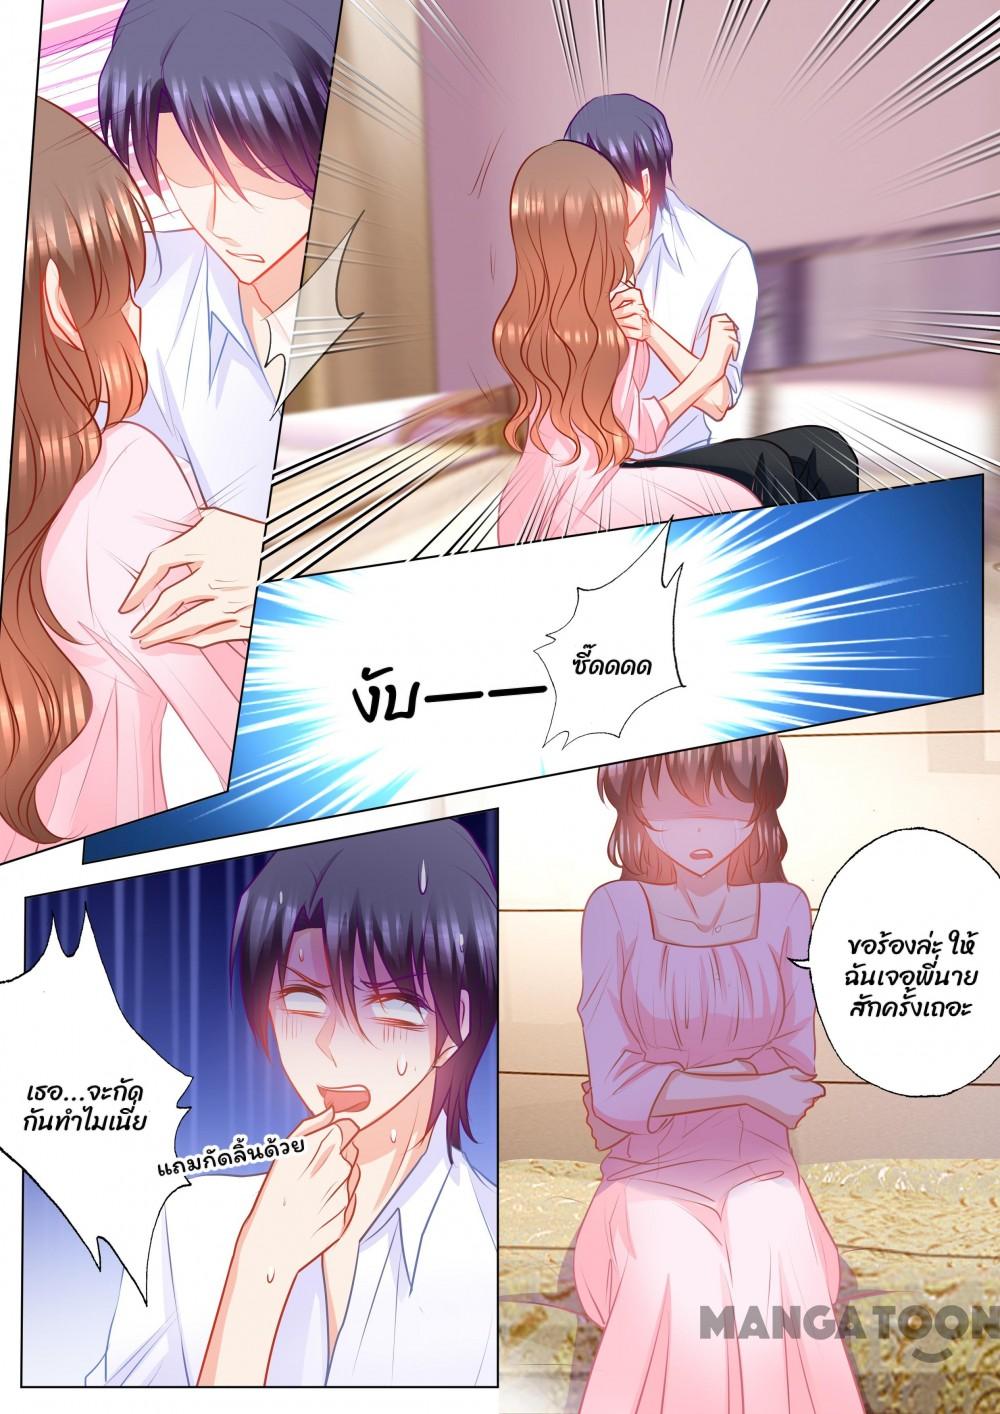 งับ——
ซี๊ดดดด
ขอร้องล่ะ ให้
ฉันเจอพี่นาย
สักครั้งเถอะ
เธอ...จะกัด
กันทำไมเนี่ย
แถมกัดลิ้นด้วย
MANGATOON